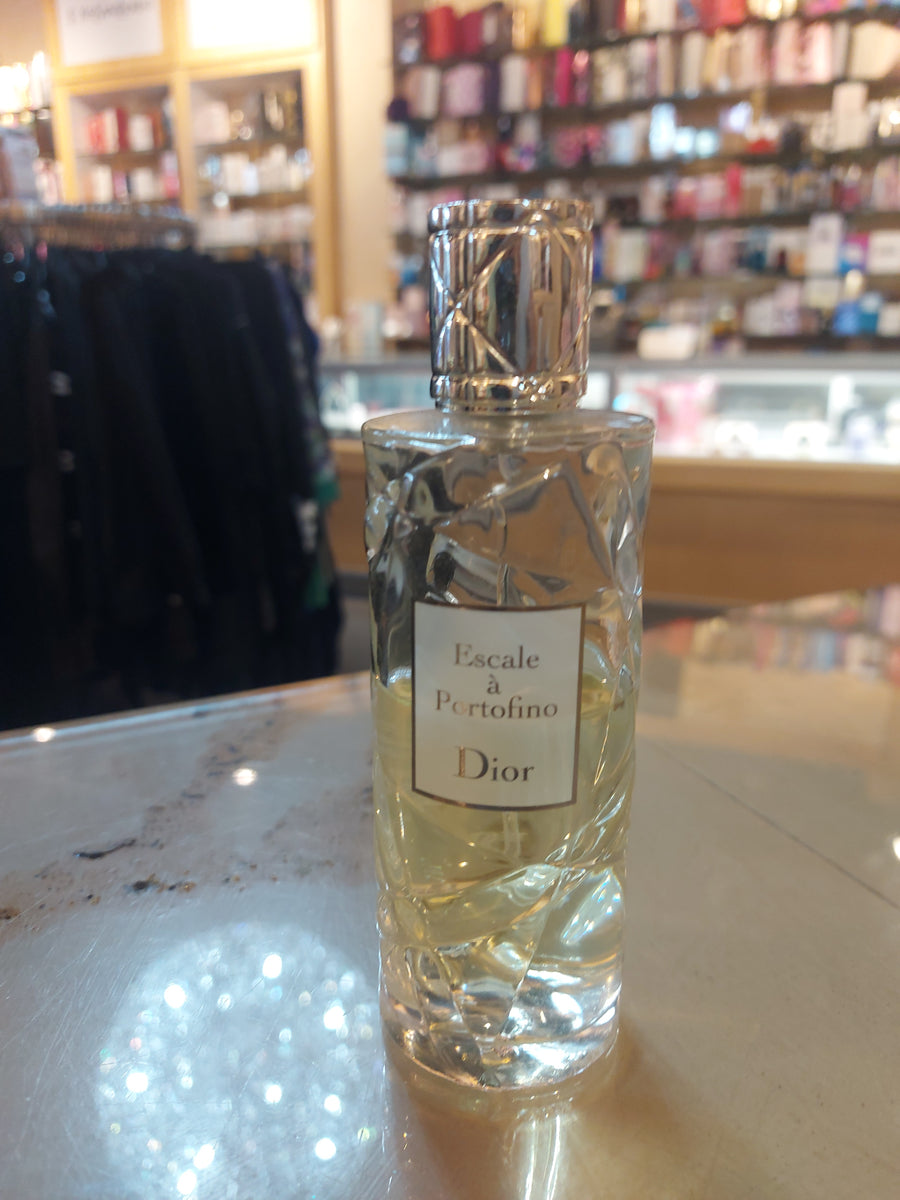 Escale
à
Portofino
Dior